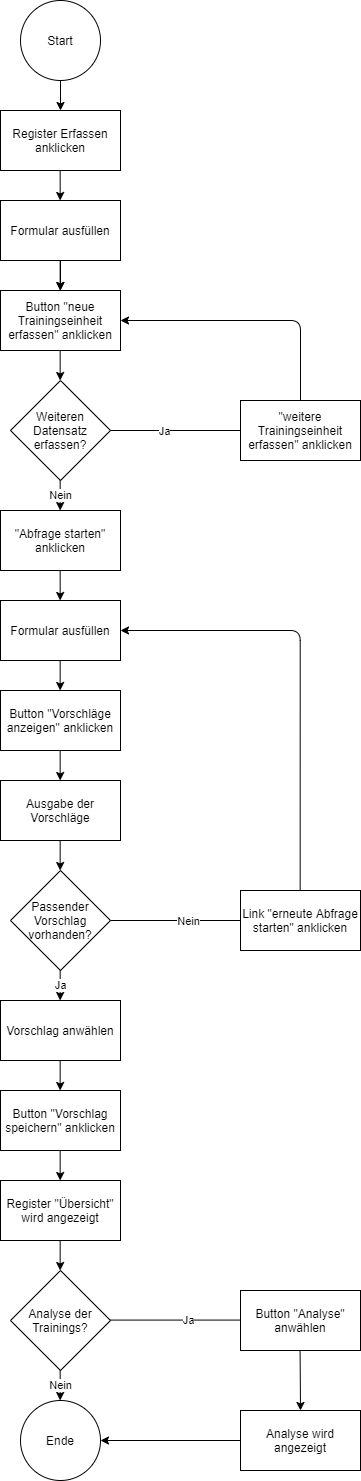 Start
Register Erfassen
anklicken
Formular ausfüllen
Button "neue
Trainingseinheit
erfassen" anklicken
Weiteren
Datensatz
erfassen?
Ja
"weitere
Trainingseinheit
erfassen" anklicken
Nein
"Abfrage starten"
anklicken
Formular ausfüllen
Button "Vorschläge
anzeigen" anklicken
Ausgabe der
Vorschläge
Passender
Vorschlag
vorhanden?
Nein
Link "erneute Abfrage
starten" anklicken
Ja
Vorschlag anwählen
Button "Vorschlag
speichern" anklicken
Register "Übersicht"
wird angezeigt
Analyse der
Trainings?
Ja
Button "Analyse"
anwählen
Nein
Ende
Analyse wird
angezeigt